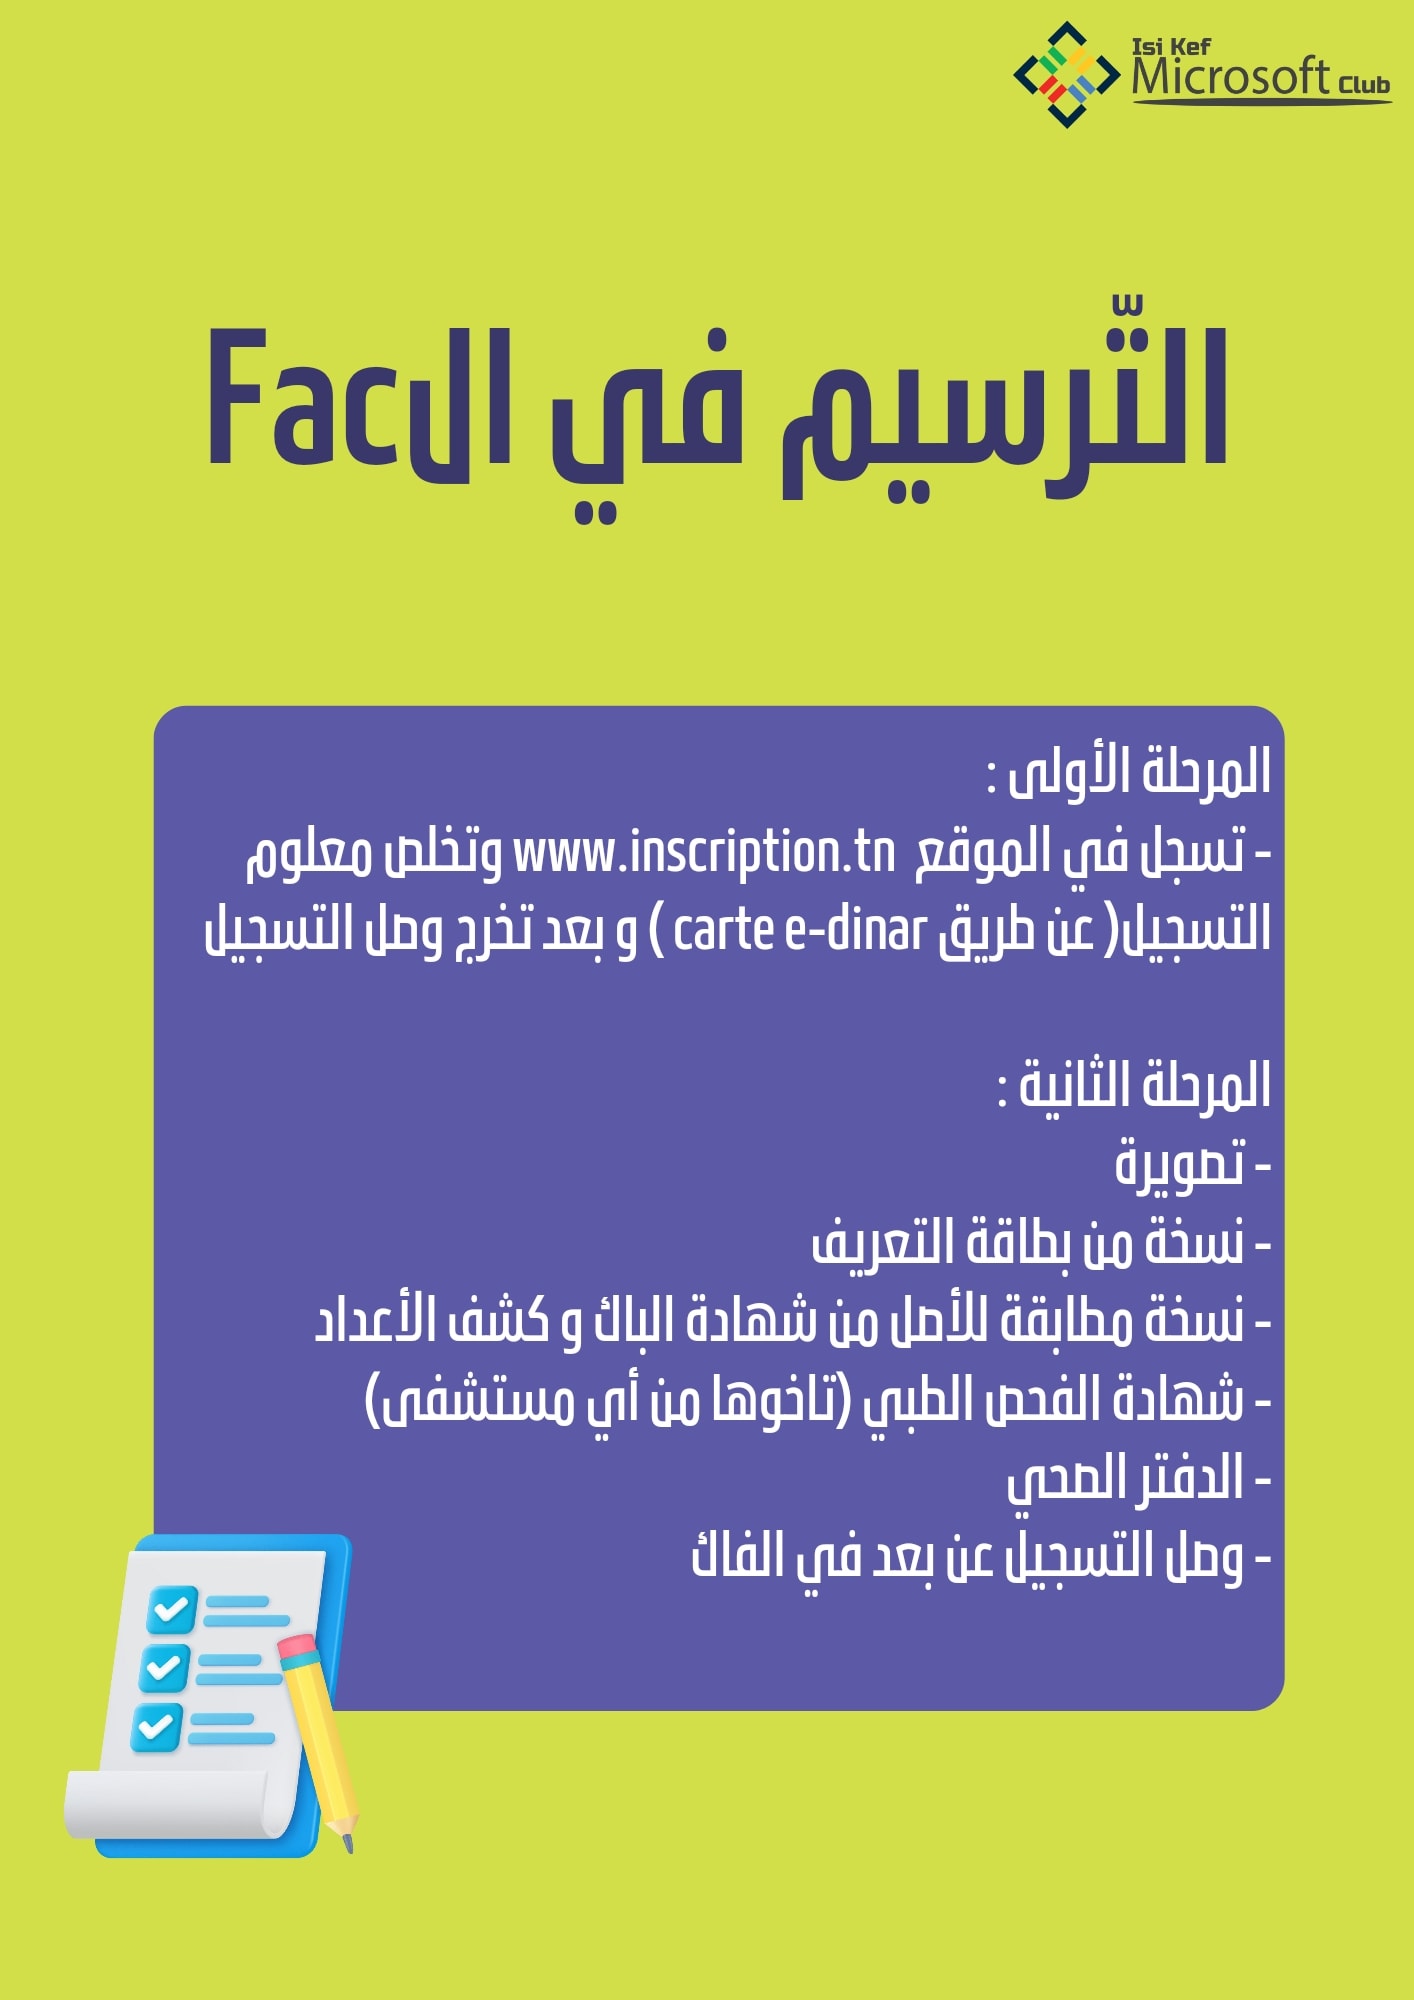 Isi Kef
Microsoft Club
التّرسيم في الـFac
المرحلة الأولى :
- تسجل في الموقع www.inscription.tn وتخلص معلوم
التسجيل( عن طريق carte e-dinar ) و بعد تخرج وصل التسجيل
المرحلة الثانية :
- تصويرة
- نسخة من بطاقة التعريف
- نسخة مطابقة للأصل من شهادة الباك و كشف الأعداد
- شهادة الفحص الطبي (تاخوها من أي مستشفى)
- الدفتر الصحي
- وصل التسجيل عن بعد في الفاك